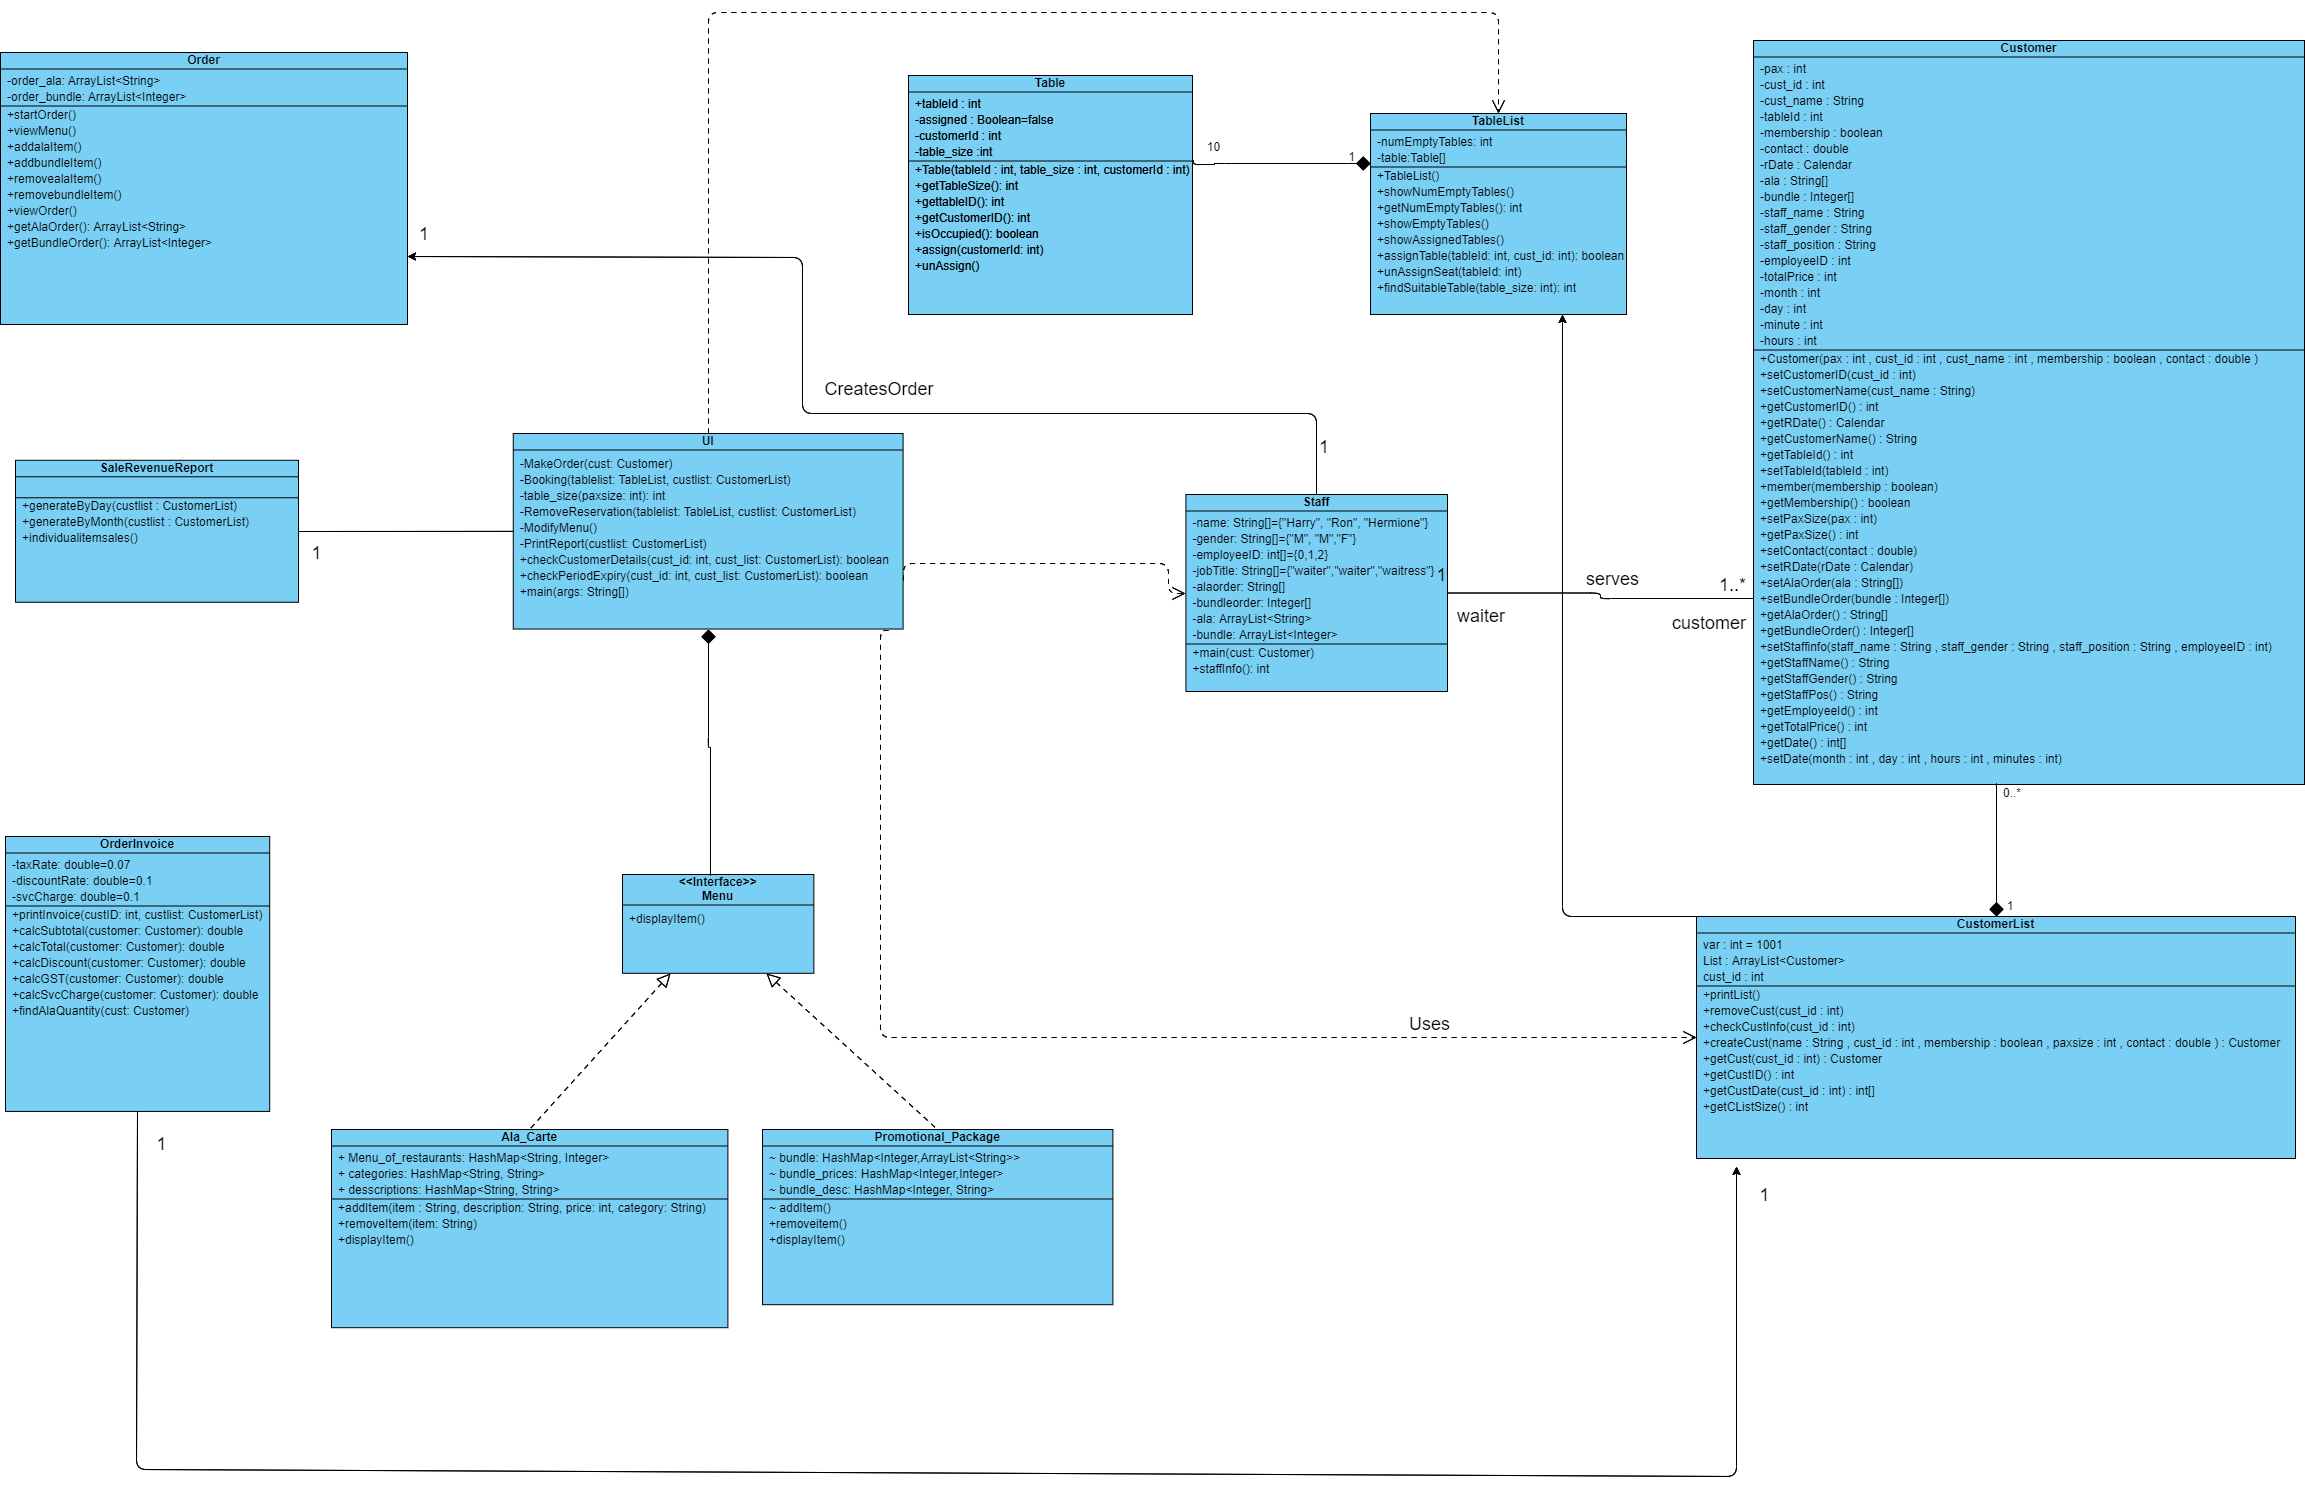 Order
-order_ala: ArrayList<String>
-order_bundle: ArrayList<Integer>
+startOrder()
+viewMenu()
+addalaItem()
+addbundleItem()
+removealaItem()
+removebundleItem()
+viewOrder()
+getAlaOrder(): ArrayList<String>
+getBundleOrder(): ArrayList<Integer>
1
CreatesOrder
1
Table
+tableId : int
-assigned : Boolean=false
-customerId : int
-table_size :int
+Table(tableId : int, table_size : int, customerId : int)
+getTableSize(): int
+gettableID(): int
+getCustomerID(): int
+isOccupied(): boolean
+assign(customerId: int)
+unAssign()
10
1
TableList
-numEmptyTables: int
-table:Table[]
+TableList()
+showNumEmptyTables()
+getNumEmptyTables(): int
+showEmptyTables()
+showAssignedTables()
+assignTable(tableId: int, cust_id: int): boolean
+unAssignSeat(tableId: int)
+findSuitableTable(table_size: int): int
Customer
-pax : int
-cust_id : int
-cust_name : String
-tableId : int
-membership : boolean
-contact : double
-rDate : Calendar
-ala : String[]
-bundle : Integer[]
-staff_name : String
-staff_gender : String
-staff_position : String
-employeeID : int
-totalPrice : int
-month : int
-day : int
-minute : int
-hours : int
+Customer(pax : int , cust_id : int , cust_name : int , membership : boolean , contact : double )
+setCustomerID(cust_id : int)
+setCustomerName(cust_name : String)
+getCustomerID() : int
+getRDate() : Calendar
+getCustomerName() : String
+getTableId() : int
+setTableId(tableId : int)
+member(membership : boolean)
+getMembership() : boolean
+setPaxSize(pax : int)
+getPaxSize() : int
+setContact(contact : double)
+setRDate(rDate : Calendar)
+setAlaOrder(ala : String[])
+setBundleOrder(bundle : Integer[])
+getAlaOrder() : String[]
+getBundleOrder() : Integer[]
+setStaffinfo(staff_name : String , staff_gender : String , staff_position : String , employeeID : int)
+getStaffName() : String
+getStaffGender() : String
+getStaffPos() : String
+getEmployeeId() : int
+getTotalPrice() : int
+getDate() : int[]
+setDate(month : int , day : int , hours : int , minutes : int)
SaleRevenueReport
+generateByDay(custlist : CustomerList)
+generateByMonth(custlist : CustomerList)
+individualitemsales()
1
UI
-MakeOrder(cust: Customer)
-Booking(tablelist: TableList, custlist: CustomerList)
-table_size(paxsize: int): int
-RemoveReservation(tablelist: TableList, custlist: CustomerList)
-ModifyMenu()
-PrintReport(custlist: CustomerList)
+checkCustomerDetails(cust_id: int, cust_list: CustomerList): boolean
+checkPeriodExpiry(cust_id: int, cust_list: CustomerList): boolean
+main(args: String[])
Staff
-name: String[]={"Harry", "Ron", "Hermione"}
-gender: String[]={"M", "M","F"}
-employeeID: int[]={0,1,2}
-jobTitle: String[]={"waiter","waiter","waitress"}
-alaorder: String[]
-bundleorder: Integer[]
-ala: ArrayList<String>
-bundle: ArrayList<Integer>
+main(cust: Customer)
+staffInfo(): int
1
serves
1..*
waiter
customer
0..*
1
OrderInvoice
-taxRate: double=0.07
-discountRate: double=0.1
-svcCharge: double=0.1
+printInvoice(custID: int, custlist: CustomerList)
+calcSubtotal(customer: Customer): double
+calcTotal(customer: Customer): double
+calcDiscount(customer: Customer): double
+calcGST(customer: Customer): double
+calcSvcCharge(customer: Customer): double
+findAlaQuantity(cust: Customer)
1
<<Interface>>
Menu
+displayItem()
Uses
CustomerList
var : int = 1001
List : ArrayList<Customer>
cust_id : int
+printList()
+removeCust(cust_id : int)
+checkCustInfo(cust_id : int)
+createCust(name : String , cust_id : int , membership : boolean , paxsize : int , contact : double ) : Customer
+getCust(cust_id : int) : Customer
+getCustID() : int
+getCustDate(cust_id : int) : int[]
+getCListSize() : int
1
Ala_Carte
+ Menu_of_restaurants: HashMap<String, Integer>
+ categories: HashMap<String, String>
+ desscriptions: HashMap<String, String>
+addItem(item : String, description: String, price: int, category: String)
+removeItem(item: String)
+displayItem()
Promotional_Package
~ bundle: HashMap<Integer,ArrayList<String>>
~ bundle_prices: HashMap<Integer,Integer>
~ bundle_desc: HashMap<Integer, String>
~ addItem()
+removeitem()
+displayItem()